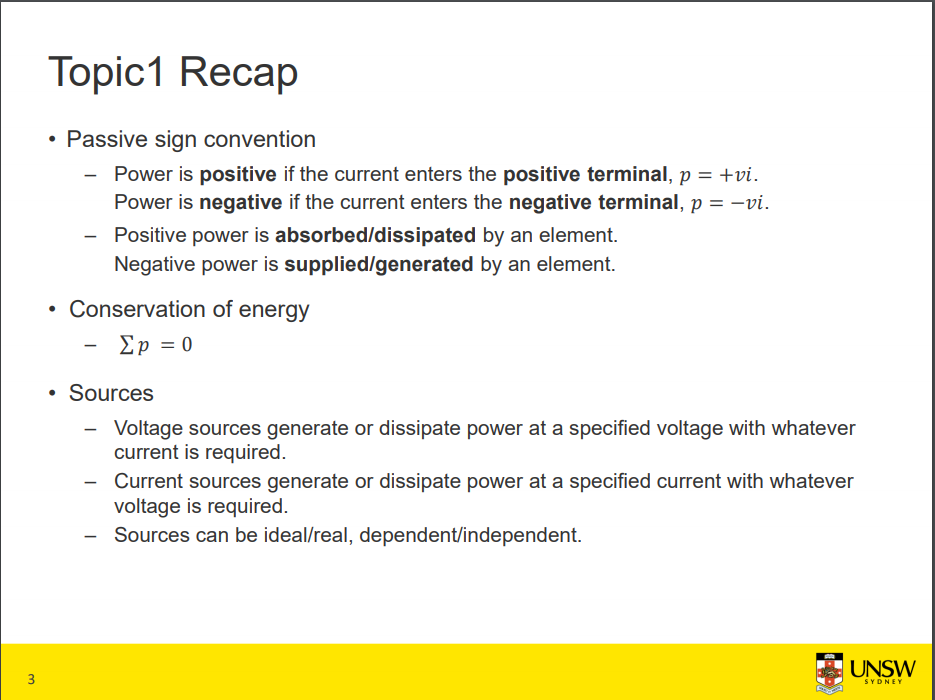 Topic1 Recap
• Passive sign convention
– Power is positive if the current enters the positive terminal, 𝑝 = +𝑣𝑖.
Power is negative if the current enters the negative terminal, 𝑝 = −𝑣𝑖.
– Positive power is absorbed/dissipated by an element.
Negative power is supplied/generated by an element.
• Conservation of energy
– ∑𝑝 = 0
• Sources
– Voltage sources generate or dissipate power at a specified voltage with whatever
current is required.
– Current sources generate or dissipate power at a specified current with whatever
voltage is required.
– Sources can be ideal/real, dependent/independent.
3
UNSW
SYDNEY